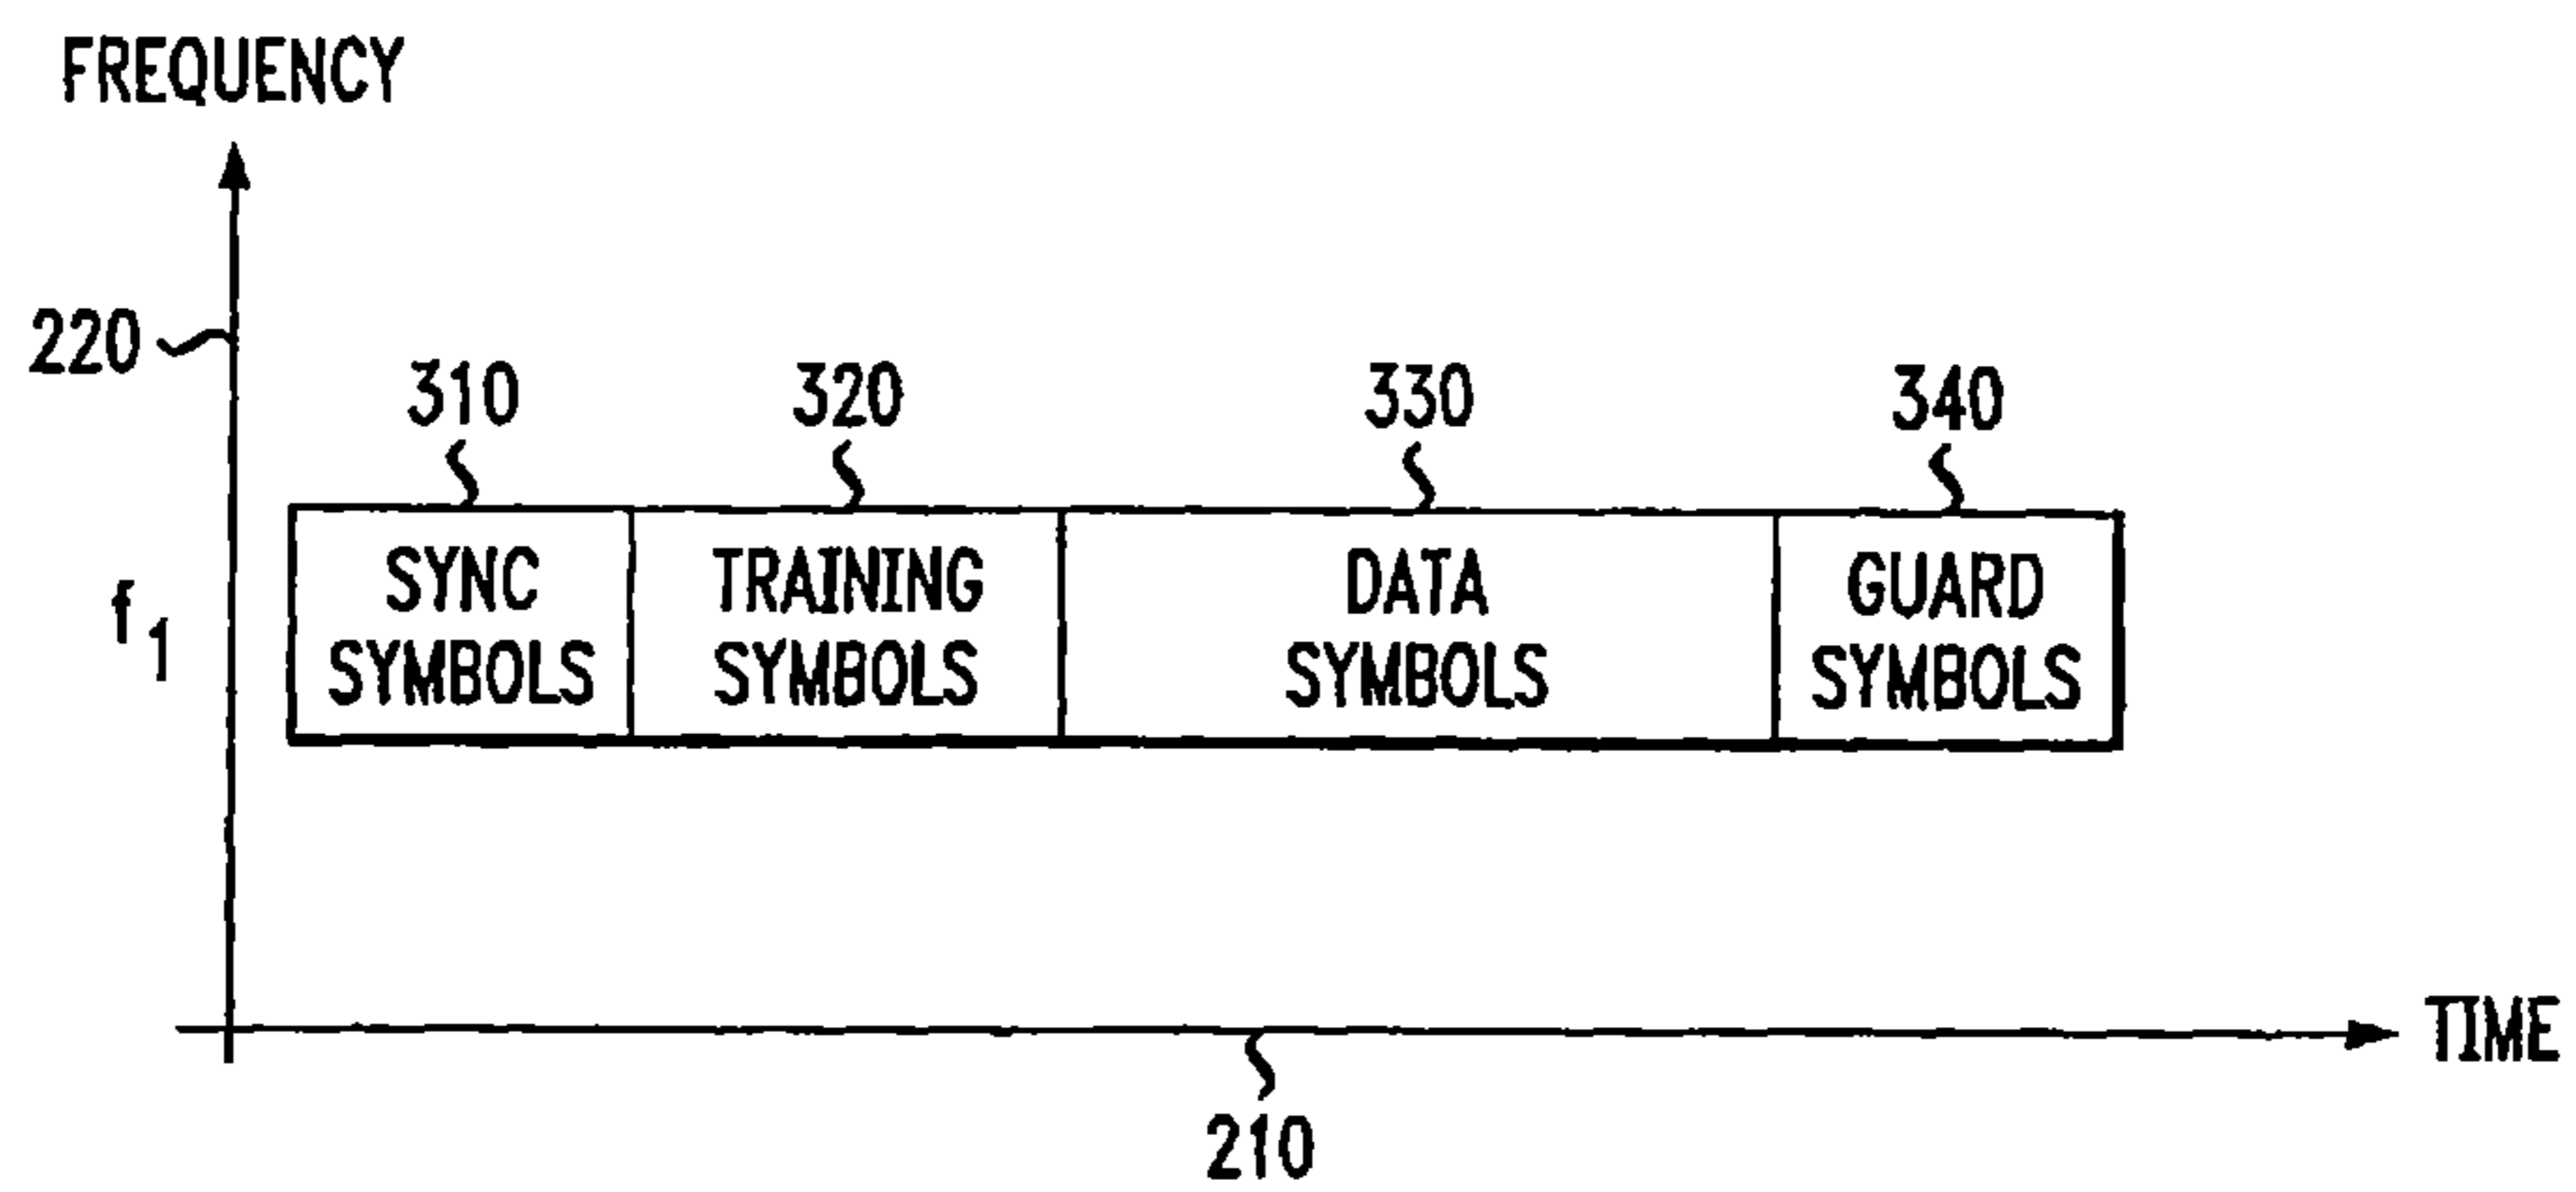 FREQUENCY
220
310 320 330 340
SYNC TRAINING DATA GUARD
f1 SYMBOLS SYMBOLS SYMBOLS SYMBOLS
TIME
210